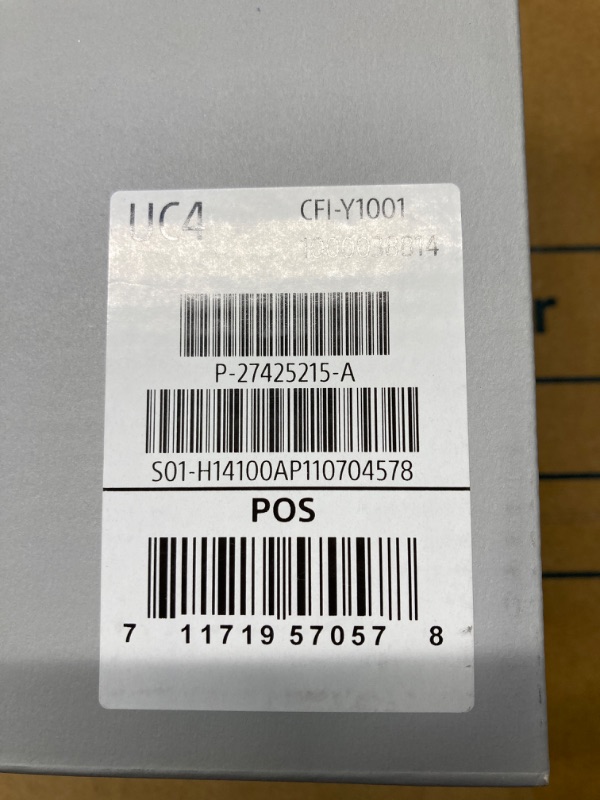 UC4
CFI-Y1001
P-27425215-A
S01-H14100AP110704578
POS
7 11719 57057 8
r